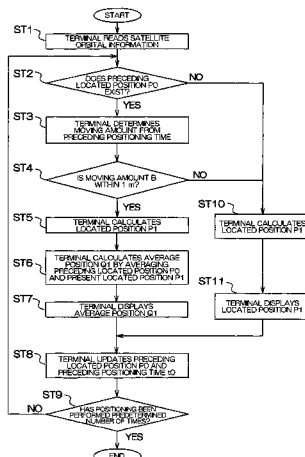 START
ST1
TERMINAL READS SATELLITE
ORBITAL INFORMATION
ST2
DOES PRECEDING
LOCATED POSITION P0
EXIST?
NO
YES
ST3
TERMINAL DETERMINES
MOVING AMOUNT FROM
PRECEDING POSITIONING TIME
ST4
IS MOVING AMOUNT B
WITHIN 1 m?
NO
YES
ST5
TERMINAL CALCULATES
LOCATED POSITION P1
ST10
TERMINAL CALCULATES
LOCATED POSITION P1
ST6
TERMINAL CALCULATES AVERAGE
POSITION Q1 BY AVERAGING
PRECEDING LOCATED POSITION P0
AND PRESENT LOCATED POSITION P1
ST7
TERMINAL DISPLAYS
AVERAGE POSITION Q1
ST11
TERMINAL DISPLAYS
LOCATED POSITION P1
ST8
TERMINAL UPDATES PRECEDING
LOCATED POSITION P0 AND
PRECEDING POSITIONING TIME t0
ST9
HAS POSITIONING BEEN
PERFORMED PREDETERMINED
NUMBER OF TIMES?
NO
YES
END